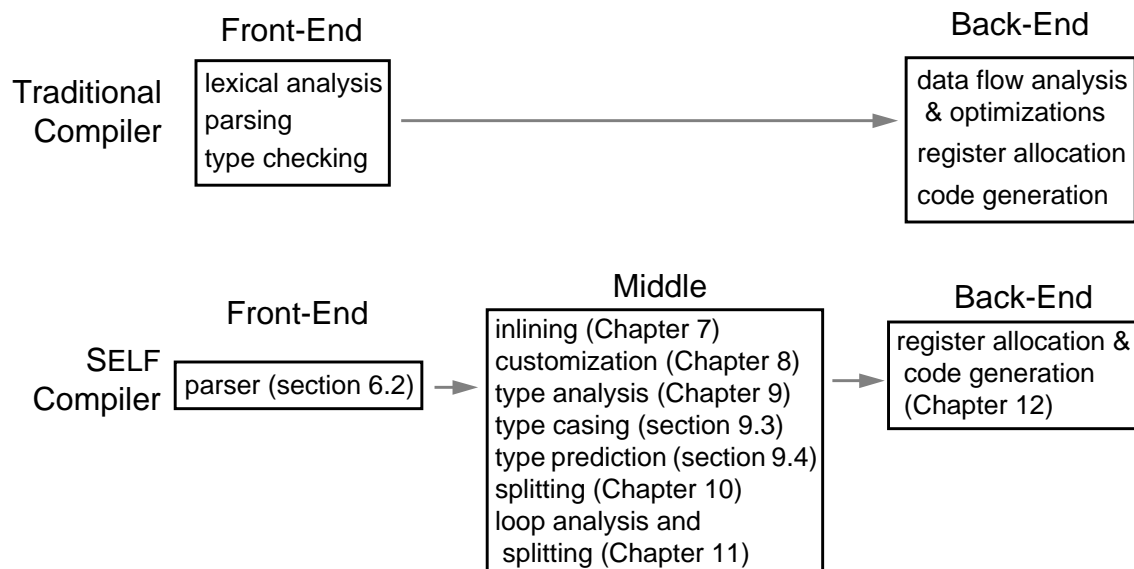 Front-End
Back-End
Traditional
Compiler
lexical analysis
parsing
type checking
data flow analysis
& optimizations
register allocation
code generation
Front-End
Middle
Back-End
SELF
Compiler
parser (section 6.2)
inlining (Chapter 7)
customization (Chapter 8)
type analysis (Chapter 9)
type casing (section 9.3)
type prediction (section 9.4)
splitting (Chapter 10)
loop analysis and
splitting (Chapter 11)
register allocation &
code generation
(Chapter 12)